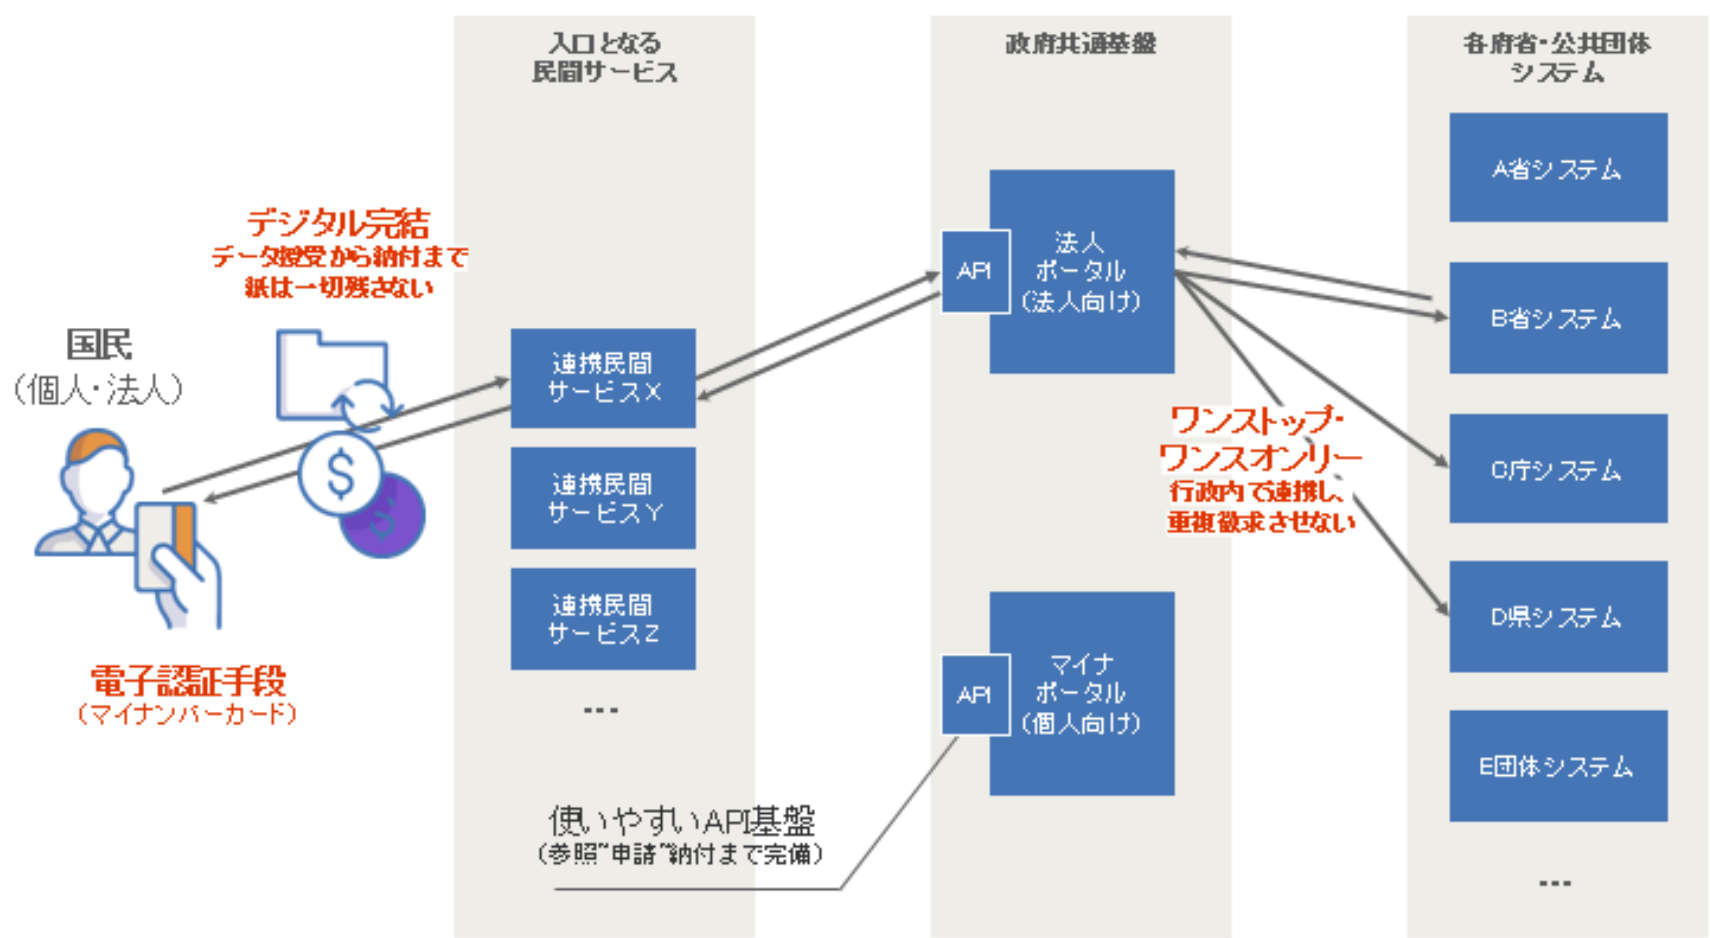 入口となる
民間サービス
政府共通基盤
各府省・公共団体
システム
デジタル完結
データ授受から納付まで
紙は一切残さない
国民
（個人・法人）
電子認証手段
（マイナンバーカード）
連携民間
サービスX
連携民間
サービスY
連携民間
サービスZ
...
使いやすいAPI基盤
（参照~申請~納付まで完備）
API
法人
ポータル
（法人向け）
ワンストップ・
ワンスオンリー
行政内で連携し、
重複欲求させない
API
マイナ
ポータル
（個人向け）
A省システム
B省システム
C庁システム
D県システム
E団体システム
...